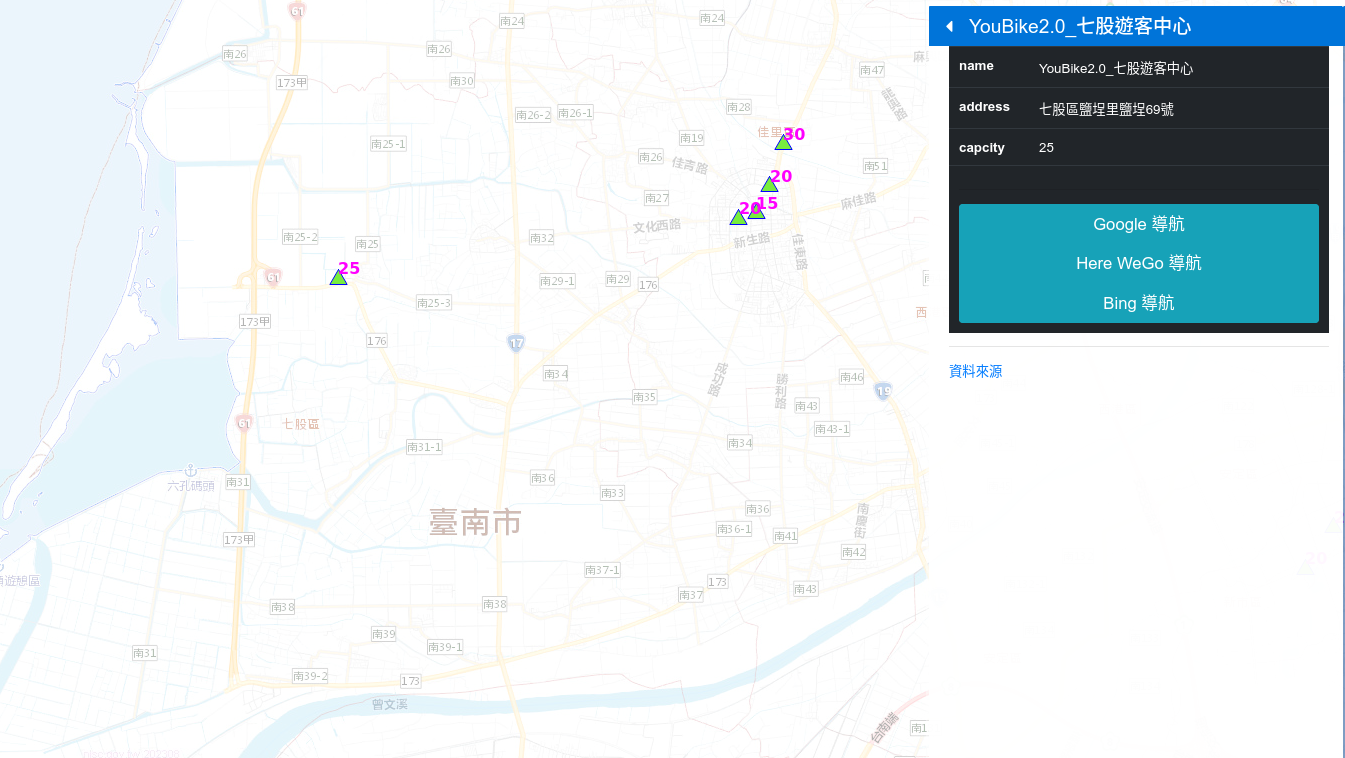 61
南24
南24
南26
南26
麻
173甲
南30
南47
南28
南26-2
南26-1
佳里
30
南19
南25-1
南26
佳青路
南51
20
南27
麻佳路
20
15
文化西路
新生路
佳東路
南25-2
南25
南32
25
61
南29-1
南29
176
南25-3
西
173甲
176
17
南34
成功路
勝利路
南46
19
南35
南43
61
七股區
南43-1
南31-1
南34
六孔碼頭
南31
南36
南33
臺南市
南36
南36-1
南慶街
173甲
南41
南42
南37-1
173
南43
南37
南38
南38
南39
南39-1
南31
南39-2
173
曾文溪
台南端
南1
YouBike2.0_七股遊客中心
name YouBike2.0_七股遊客中心
address 七股區鹽埕里鹽埕69號
capcity 25
Google 導航
Here WeGo 導航
Bing 導航
資料來源
20